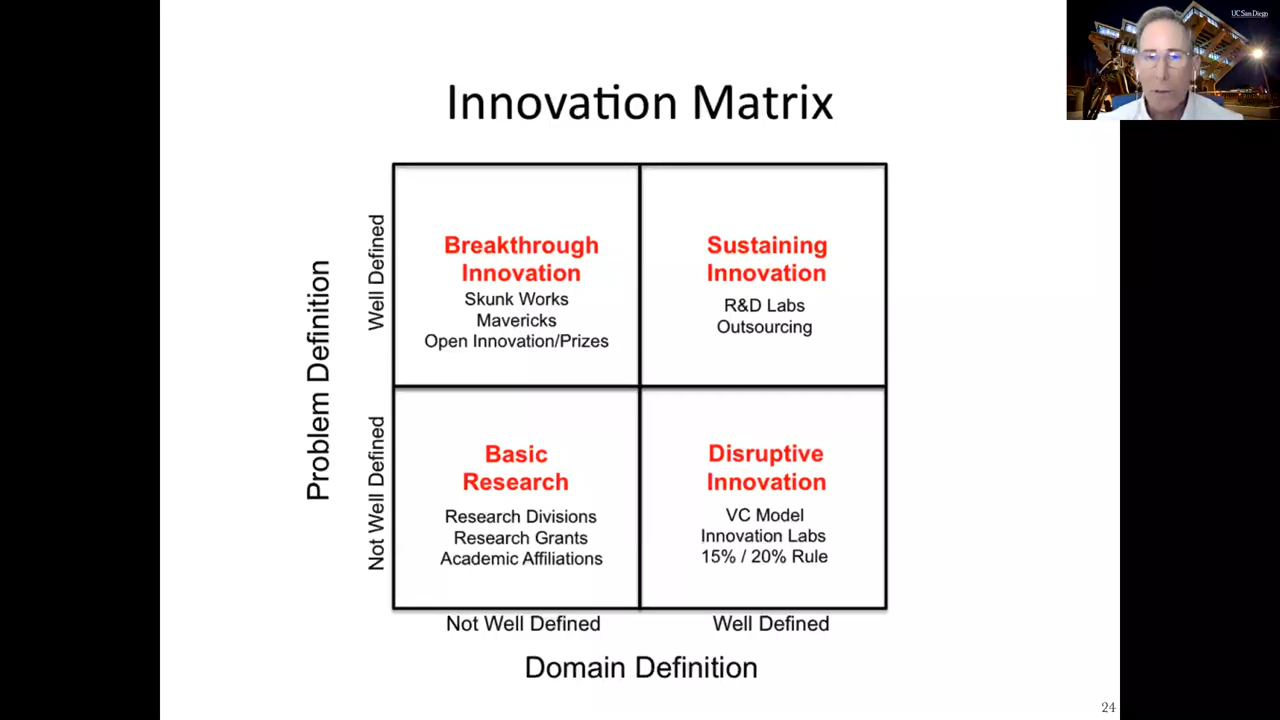 UC San Diego
Innovation Matrix
Problem Definition
Well Defined
Not Well Defined
Breakthrough
Innovation
Skunk Works
Mavericks
Open Innovation/Prizes
Sustaining
Innovation
R&D Labs
Outsourcing
Basic
Research
Research Divisions
Research Grants
Academic Affiliations
Disruptive
Innovation
VC Model
Innovation Labs
15% / 20% Rule
Not Well Defined
Well Defined
Domain Definition
24